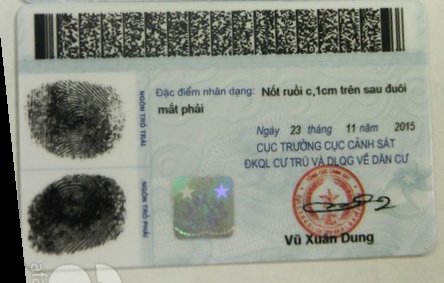 Đặc điểm nhân dạng: Nốt ruồi c,1cm trên sau đuôi
mắt phải
NGÓN TRỎ TRÁI
Ngày 23 tháng 11 năm 2015
CỤC TRƯỞNG CỤC CẢNH SÁT
ĐKQL CƯ TRÚ VÀ DLQG VỀ DÂN CƯ
NGÓN TRỎ PHẢI
Vũ Xuân Dung